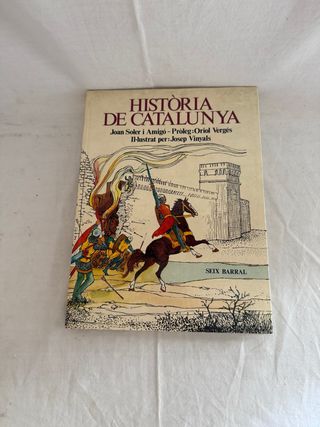 HISTÒRIA
DE CATALUNYA
Joan Soler i Amigó - Pròleg: Oriol Vergés
Il·lustrat per: Josep Vinyals
SEIX BARRAL